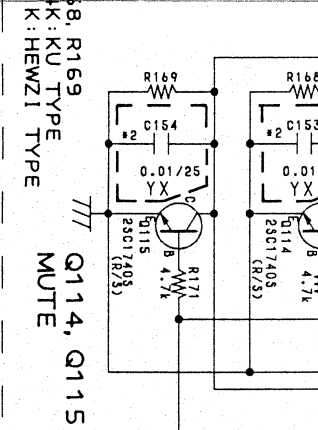 68, R169
K: KU TYPE
K: HEWZI TYPE
R169
*2 C154
0.01/25
YX
C
E
B
Q115
2SC1740S
(R/S)
R171
4.7k
Q114, Q115
MUTE
R168
*2 C153
0.01
YX
E
B
Q114
2SC1740S
(R/S)
4.7k